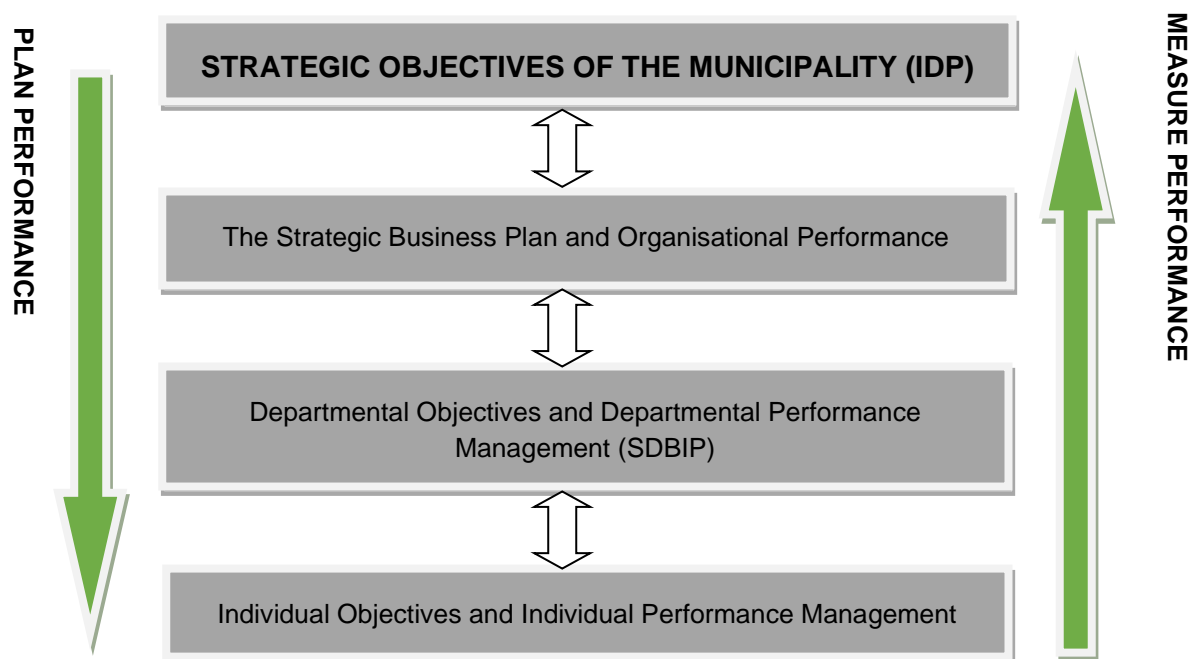 PLAN PERFORMANCE
STRATEGIC OBJECTIVES OF THE MUNICIPALITY (IDP)
The Strategic Business Plan and Organisational Performance
Departmental Objectives and Departmental Performance
Management (SDBIP)
Individual Objectives and Individual Performance Management
MEASURE PERFORMANCE